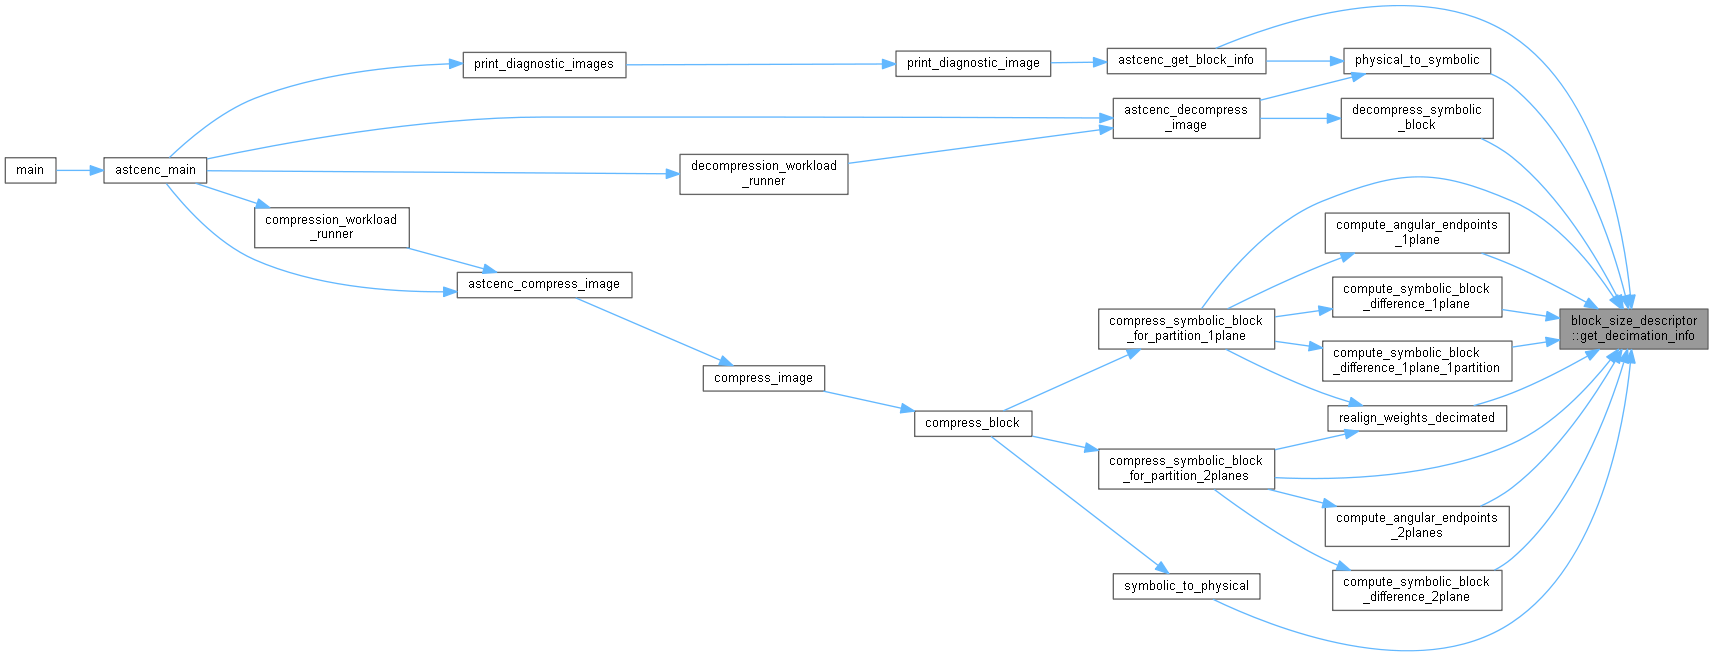 print_diagnostic_images
print_diagnostic_image
astcenc_get_block_info
physical_to_symbolic
astcenc_decompress
_image
decompress_symbolic
_block
main
astcenc_main
decompression_workload
_runner
compression_workload
_runner
astcenc_compress_image
compute_angular_endpoints
_1plane
compute_symbolic_block
_difference_1plane
block_size_descriptor
::get_decimation_info
compress_symbolic_block
_for_partition_1plane
compute_symbolic_block
_difference_1plane_1partition
compress_image
compress_block
realign_weights_decimated
compress_symbolic_block
_for_partition_2planes
compute_angular_endpoints
_2planes
symbolic_to_physical
compute_symbolic_block
_difference_2plane